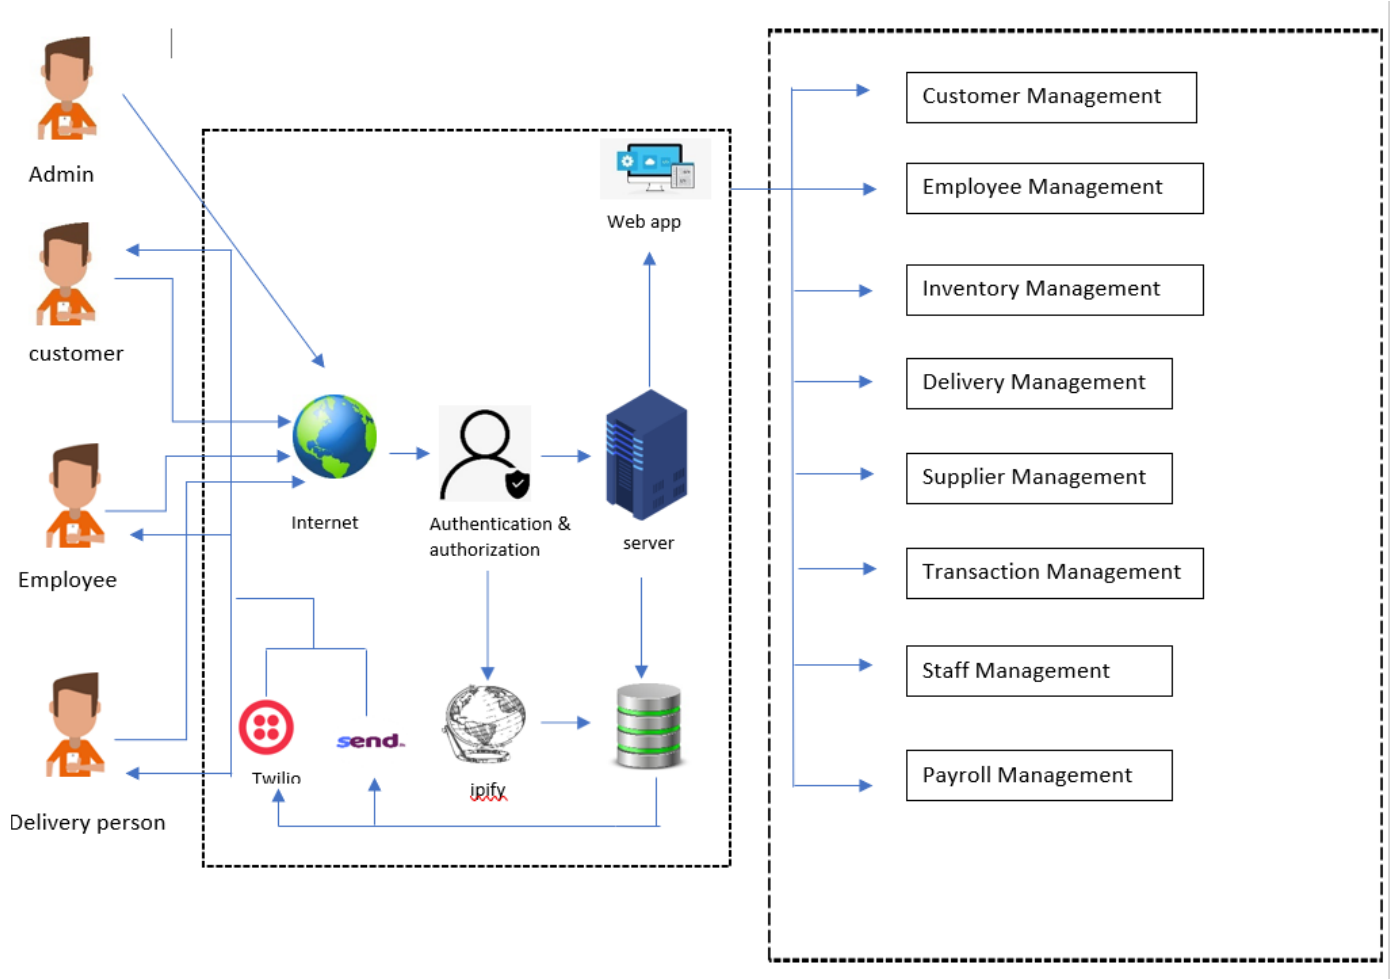 Admin
customer
Employee
Delivery person
Web app
Internet
Authentication &
authorization
server
Twilio
send
ipify
Customer Management
Employee Management
Inventory Management
Delivery Management
Supplier Management
Transaction Management
Staff Management
Payroll Management